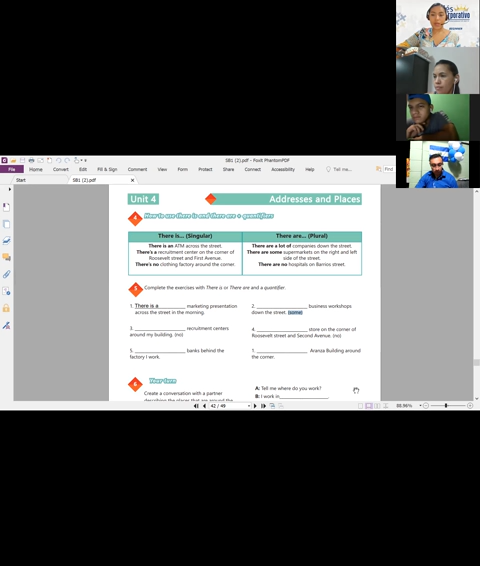 SB1 (2).pdf - Foxit PhantomPDF
File Home Convert Edit Fill & Sign Comment View Form Protect Share Connect Accessibility Help Tell me... Find
Start SB1 (2).pdf
Unit 4 Addresses and Places
4 How to use there is and there are + quantifiers
There is... (Singular) There are... (Plural)
There is an ATM across the street.
There's a recruitment center on the corner of
Roosevelt street and First Avenue.
There's no clothing factory around the corner.
There are a lot of companies down the street.
There are some supermarkets on the right and left
side of the street.
There are no hospitals on Barrios street.
5 Complete the exercises with There is or There are and a quantifier.
1. There is a marketing presentation
across the street in the morning.
2. business workshops
down the street. (some)
3. recruitment centers
around my building. (no)
4. store on the corner of
Roosevelt street and Second Avenue. (no)
5. banks behind the
factory I work.
Aranza Building around
the corner.
6. Your turn
Create a conversation with a partner
describing the places that are around the
A: Tell me where do you work?
B: I work in
42 / 49
88.96%